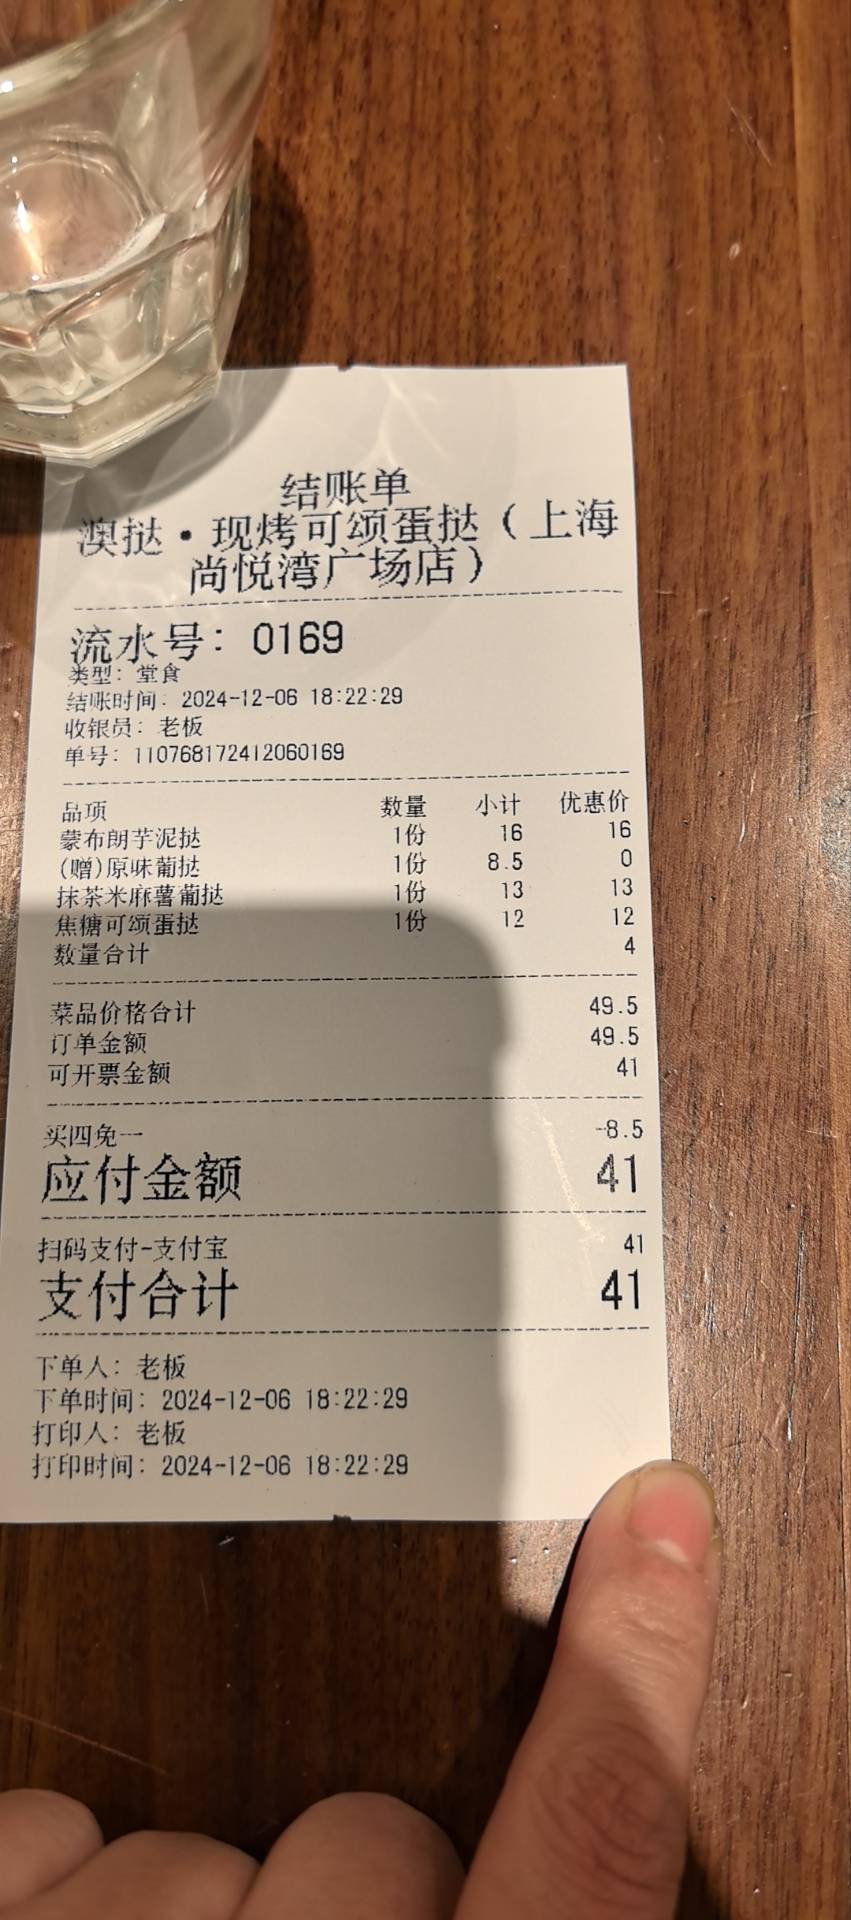 结账单
澳挞·现烤可颂蛋挞（上海
尚悦湾广场店）
流水号：0169
类型：堂食
结账时间：2024-12-06 18:22:29
收银员：老板
单号：110768172412060169
品项 数量 小计 优惠价
蒙布朗芋泥挞 1份 16 16
(赠)原味葡挞 1份 8.5 0
抹茶米麻薯葡挞 1份 13 13
焦糖可颂蛋挞 1份 12 12
数量合计 4
菜品价格合计 49.5
订单金额 49.5
可开票金额 41
买四免一 -8.5
应付金额 41
扫码支付-支付宝 41
支付合计 41
下单人：老板
下单时间：2024-12-06 18:22:29
打印人：老板
打印时间：2024-12-06 18:22:29